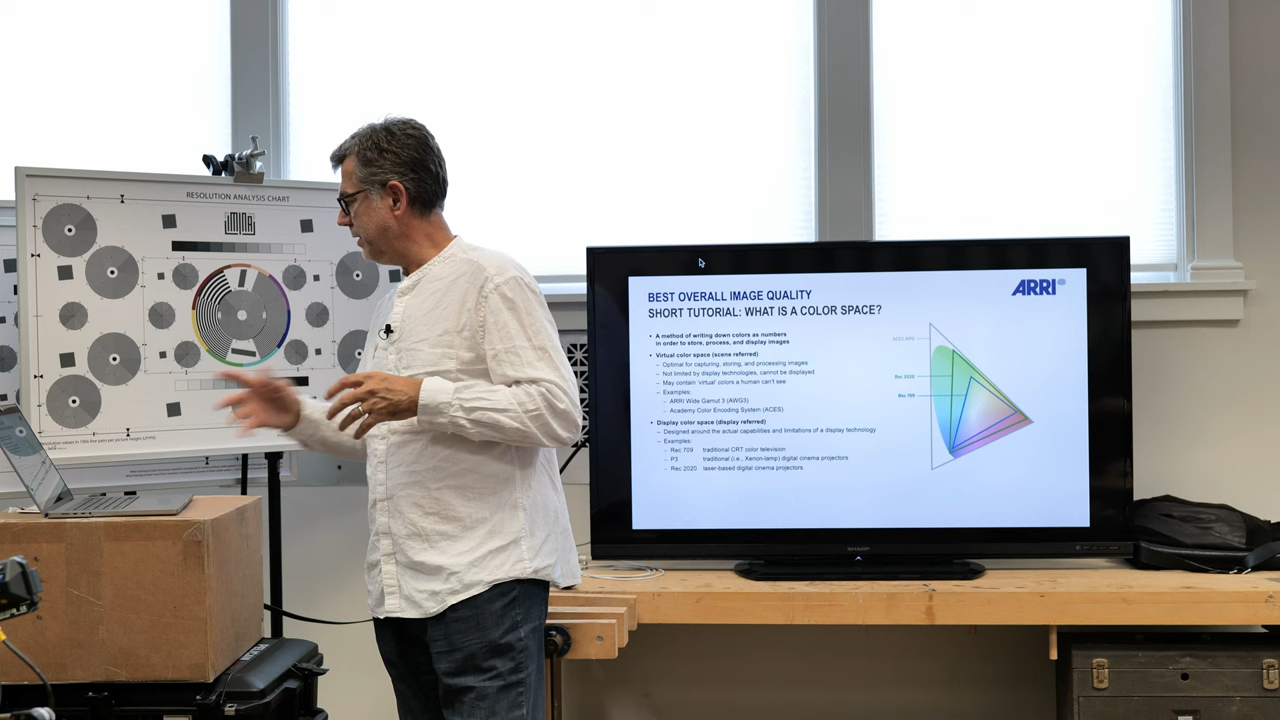 RESOLUTION ANALYSIS CHART
BEST OVERALL IMAGE QUALITY
SHORT TUTORIAL: WHAT IS A COLOR SPACE?
ARRI
• A method of writing down colors as numbers
in order to store, process, and display images
• Virtual color space (scene referred)
– Optimal for capturing, storing, and processing images
– Not limited by display technologies, cannot be displayed
– May contain 'virtual' colors a human can't see
– Examples:
– ARRI Wide Gamut 3 (AWG3)
– Academy Color Encoding System (ACES)
• Display color space (display referred)
– Designed around the actual capabilities and limitations of a display technology
– Examples:
– Rec 709 traditional CRT color television
– P3 traditional (i.e., Xenon-lamp) digital cinema projectors
– Rec 2020 laser-based digital cinema projectors
ACES AP0
Rec 2020
Rec 709
SHARP